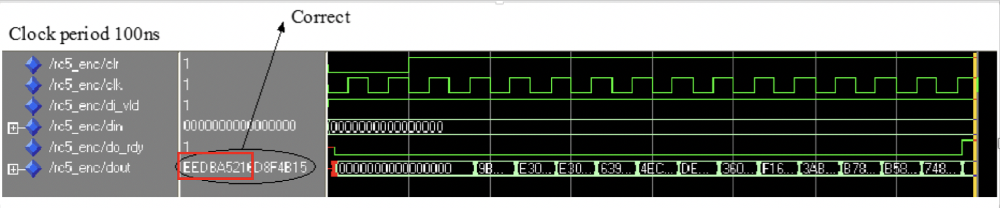 Correct
Clock period 100ns
/rc5_enc/clr 1
/rc5_enc/clk 1
/rc5_enc/di_vld 1
/rc5_enc/din 0000000000000000 0000000000000000
/rc5_enc/do_rdy 1
/rc5_enc/dout EEDBA5216D8F4B15 0000000000000000 9B... E30... E30... 639... 4EC... DE... 360... F16... 3AB... B78... B58... 748...